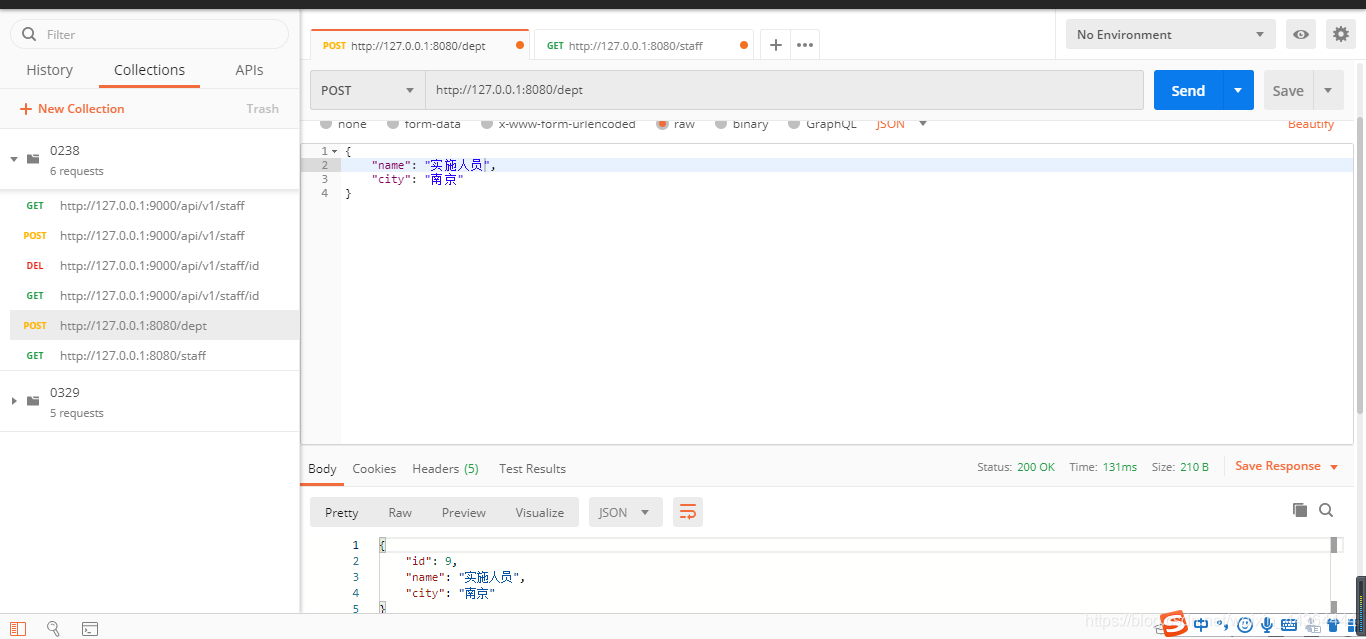 Filter
History Collections APIs
+ New Collection Trash
0238
6 requests
GET http://127.0.0.1:9000/api/v1/staff
POST http://127.0.0.1:9000/api/v1/staff
DEL http://127.0.0.1:9000/api/v1/staff/id
GET http://127.0.0.1:9000/api/v1/staff/id
POST http://127.0.0.1:8080/dept
GET http://127.0.0.1:8080/staff
0329
5 requests
POST http://127.0.0.1:8080/dept GET http://127.0.0.1:8080/staff + ••• No Environment
POST http://127.0.0.1:8080/dept Send Save
none form-data x-www-form-urlencoded raw binary GraphQL JSON Beautify
1 {
2 "name": "实施人员",
3 "city": "南京"
4 }
Body Cookies Headers (5) Test Results Status: 200 OK Time: 131ms Size: 210 B Save Response
Pretty Raw Preview Visualize JSON
1 {
2 "id": 9,
3 "name": "实施人员",
4 "city": "南京"
5 }
中